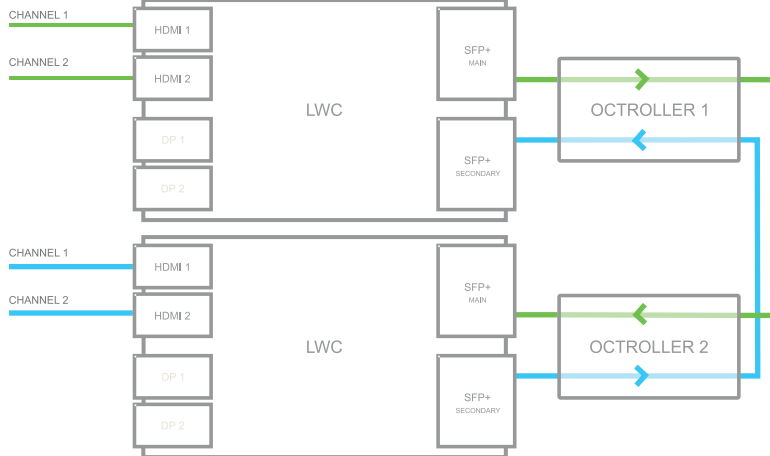 CHANNEL 1
CHANNEL 2
HDMI 1
HDMI 2
DP 1
DP 2
LWC
SFP+
MAIN
SFP+
SECONDARY
OCTROLLER 1
CHANNEL 1
CHANNEL 2
HDMI 1
HDMI 2
DP 1
DP 2
LWC
SFP+
MAIN
SFP+
SECONDARY
OCTROLLER 2